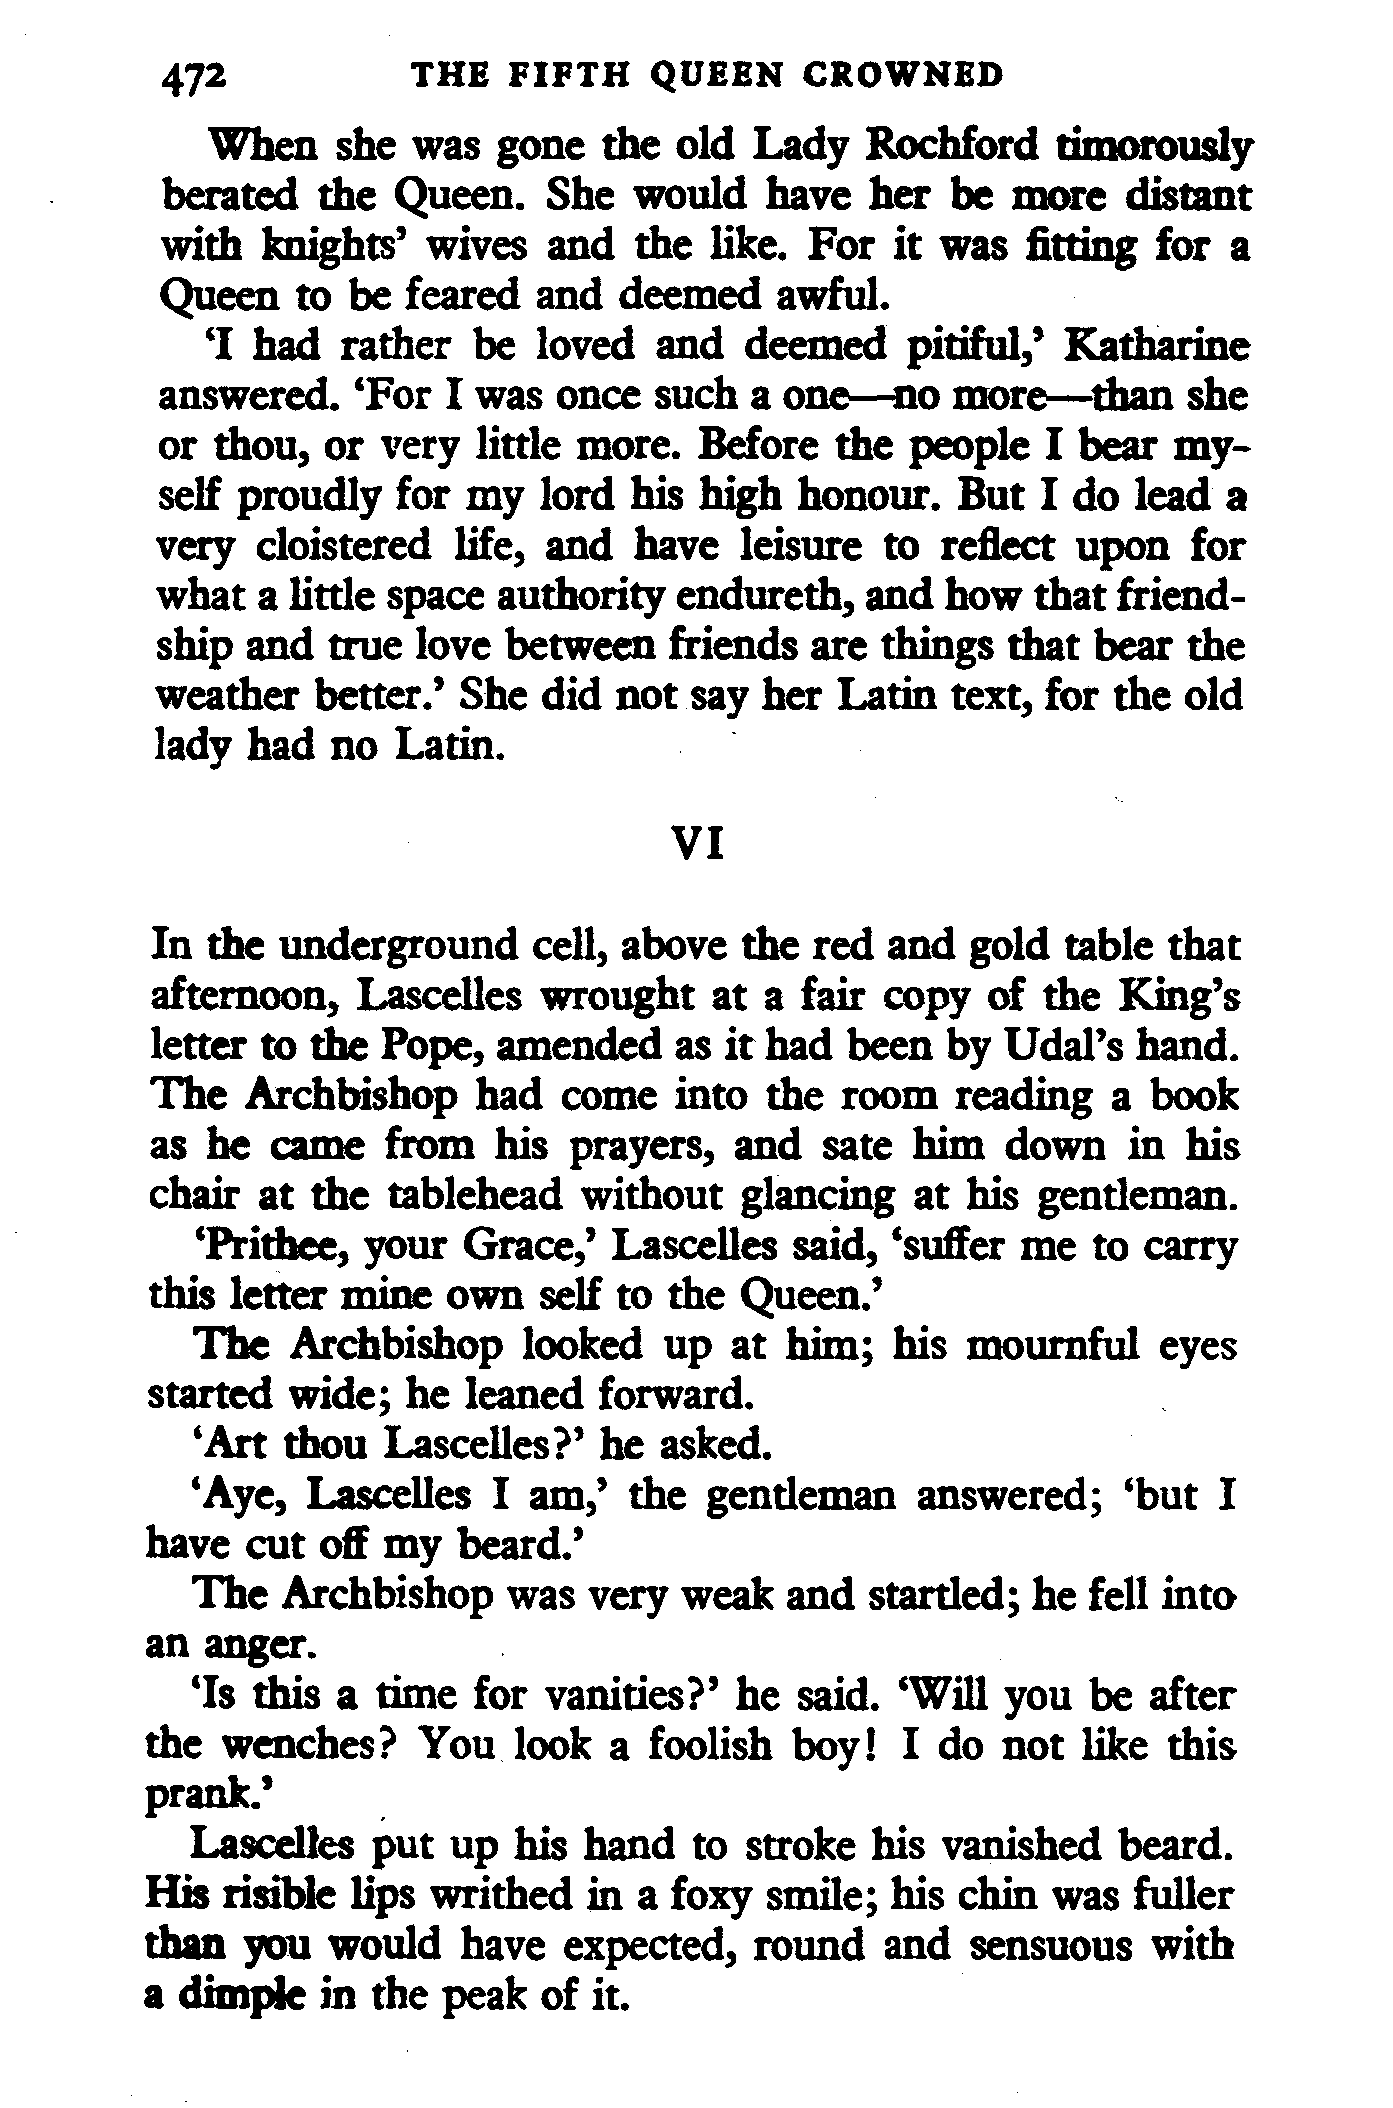 472 THE FIFTH QUEEN CROWNED
When she was gone the old Lady Rochford timorously
berated the Queen. She would have her be more distant
with knights’ wives and the like. For it was fitting for a
Queen to be feared and deemed awful.
‘I had rather be loved and deemed pitiful,’ Katharine
answered. ‘For I was once such a one—no more—than she
or thou, or very little more. Before the people I bear my-
self proudly for my lord his high honour. But I do lead a
very cloistered life, and have leisure to reflect upon for
what a little space authority endureth, and how that friend-
ship and true love between friends are things that bear the
weather better.’ She did not say her Latin text, for the old
lady had no Latin.
VI
In the underground cell, above the red and gold table that
afternoon, Lascelles wrought at a fair copy of the King’s
letter to the Pope, amended as it had been by Udal’s hand.
The Archbishop had come into the room reading a book
as he came from his prayers, and sate him down in his
chair at the tablehead without glancing at his gentleman.
‘Prithee, your Grace,’ Lascelles said, ‘suffer me to carry
this letter mine own self to the Queen.’
The Archbishop looked up at him; his mournful eyes
started wide; he leaned forward.
‘Art thou Lascelles?’ he asked.
‘Aye, Lascelles I am,’ the gentleman answered; ‘but I
have cut off my beard.’
The Archbishop was very weak and startled; he fell into
an anger.
‘Is this a time for vanities?’ he said. ‘Will you be after
the wenches? You look a foolish boy! I do not like this
prank.’
Lascelles put up his hand to stroke his vanished beard.
His risible lips writhed in a foxy smile; his chin was fuller
than you would have expected, round and sensuous with
a dimple in the peak of it.